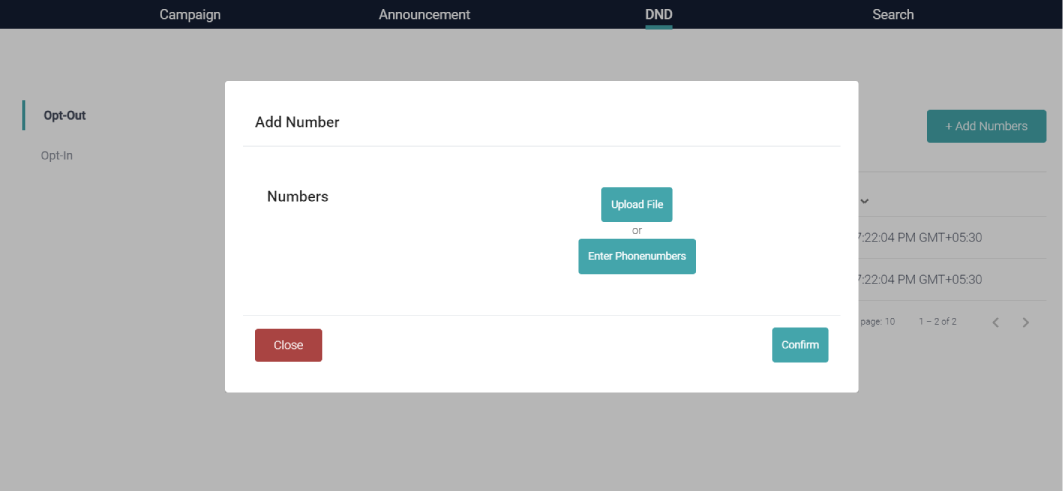 Campaign Announcement DND Search
Add Number
Opt-Out
+ Add Numbers
Opt-In
Numbers
Upload File
or
Enter Phonenumbers
:22:04 PM GMT+05:30
:22:04 PM GMT+05:30
page: 10 1 – 2 of 2
Close
Confirm